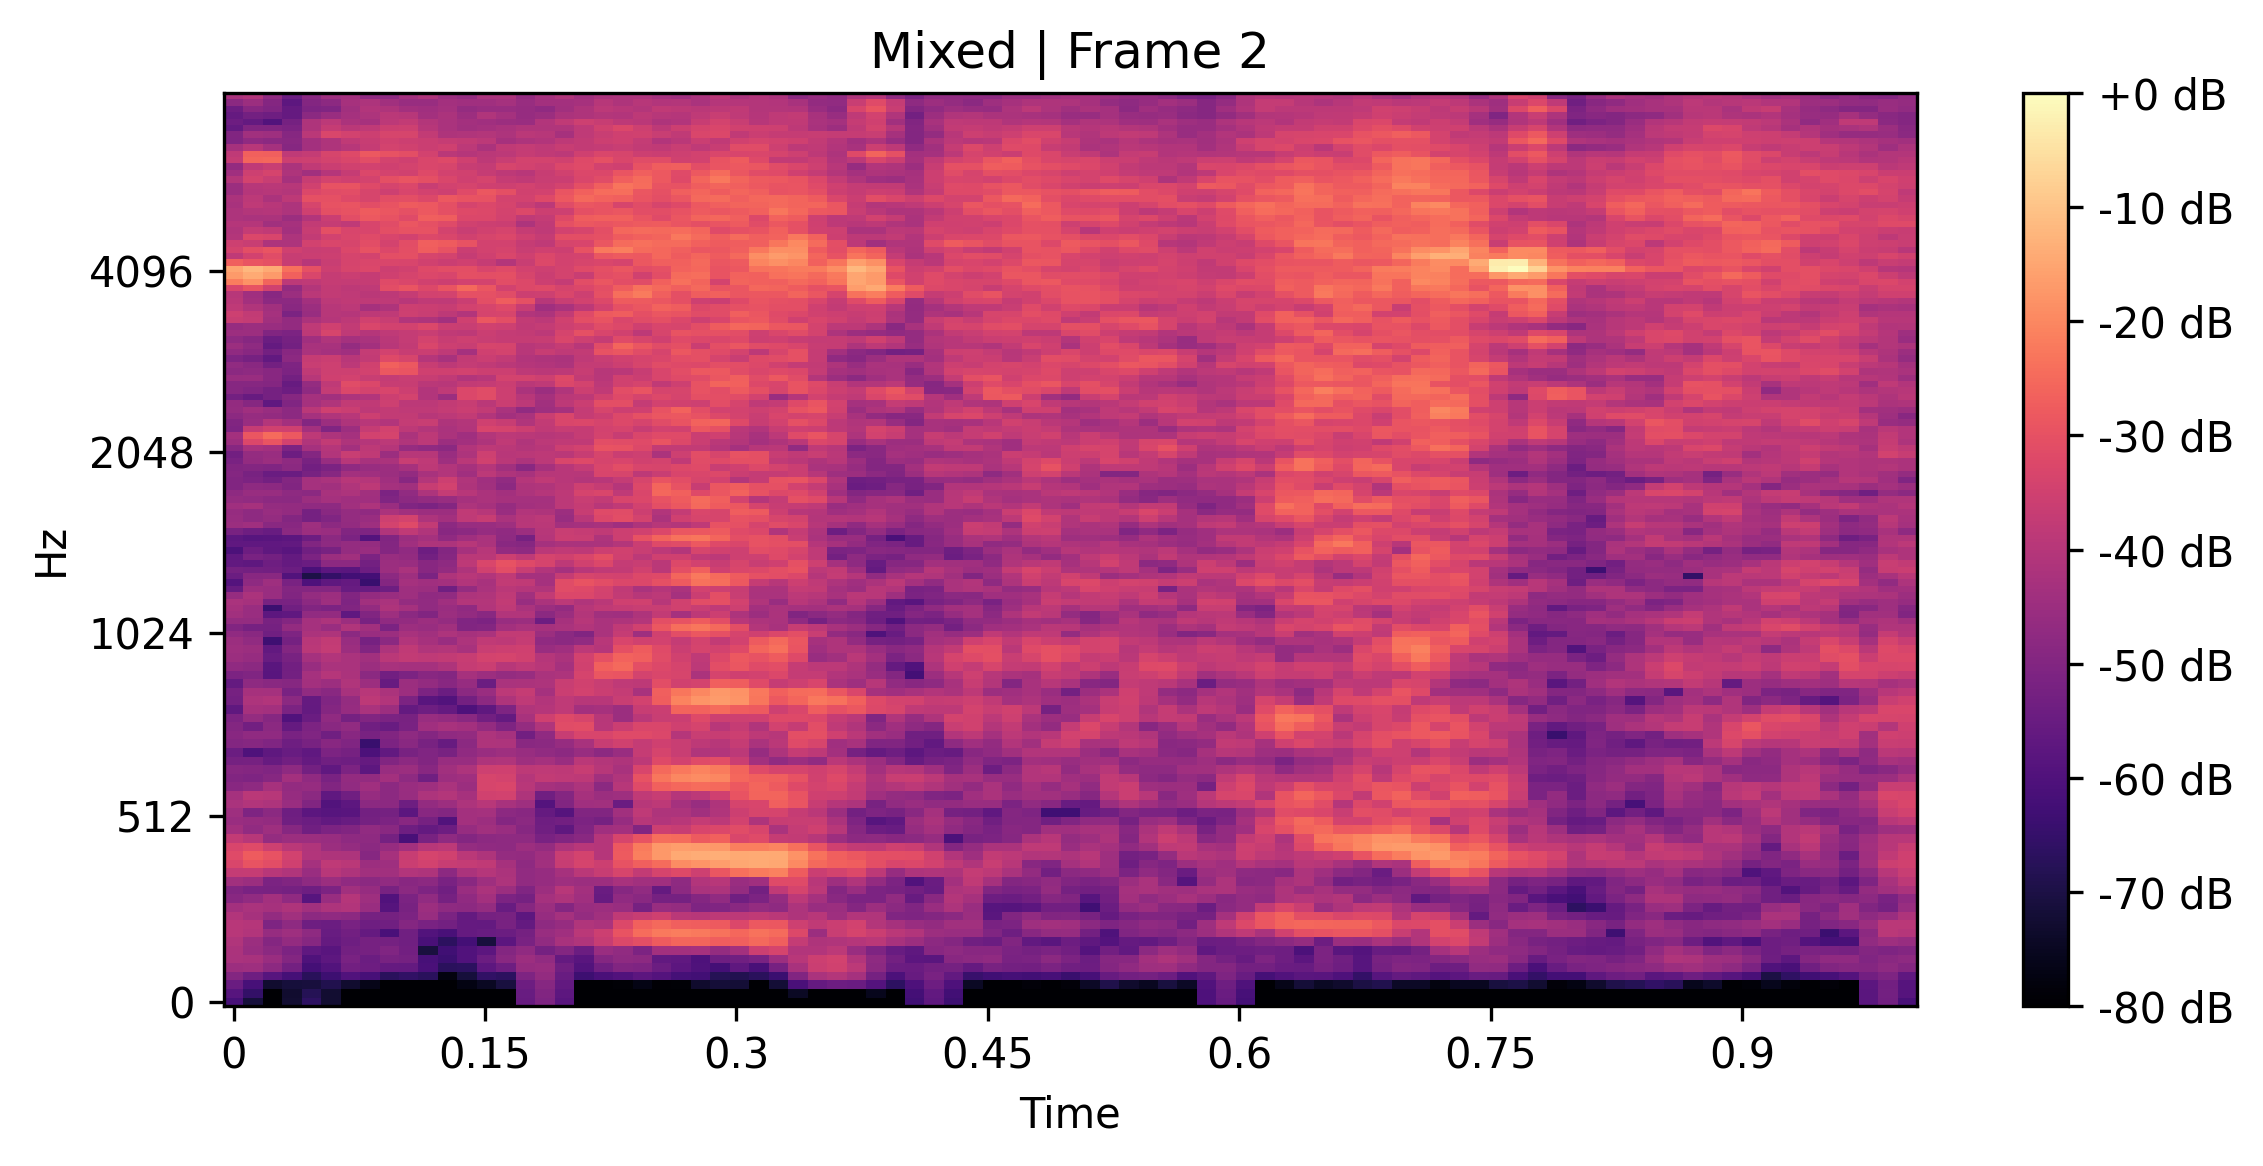 Mixed | Frame 2
+0 dB
-10 dB
-20 dB
-30 dB
-40 dB
-50 dB
-60 dB
-70 dB
-80 dB
Hz
4096
2048
1024
512
0
0 0.15 0.3 0.45 0.6 0.75 0.9
Time